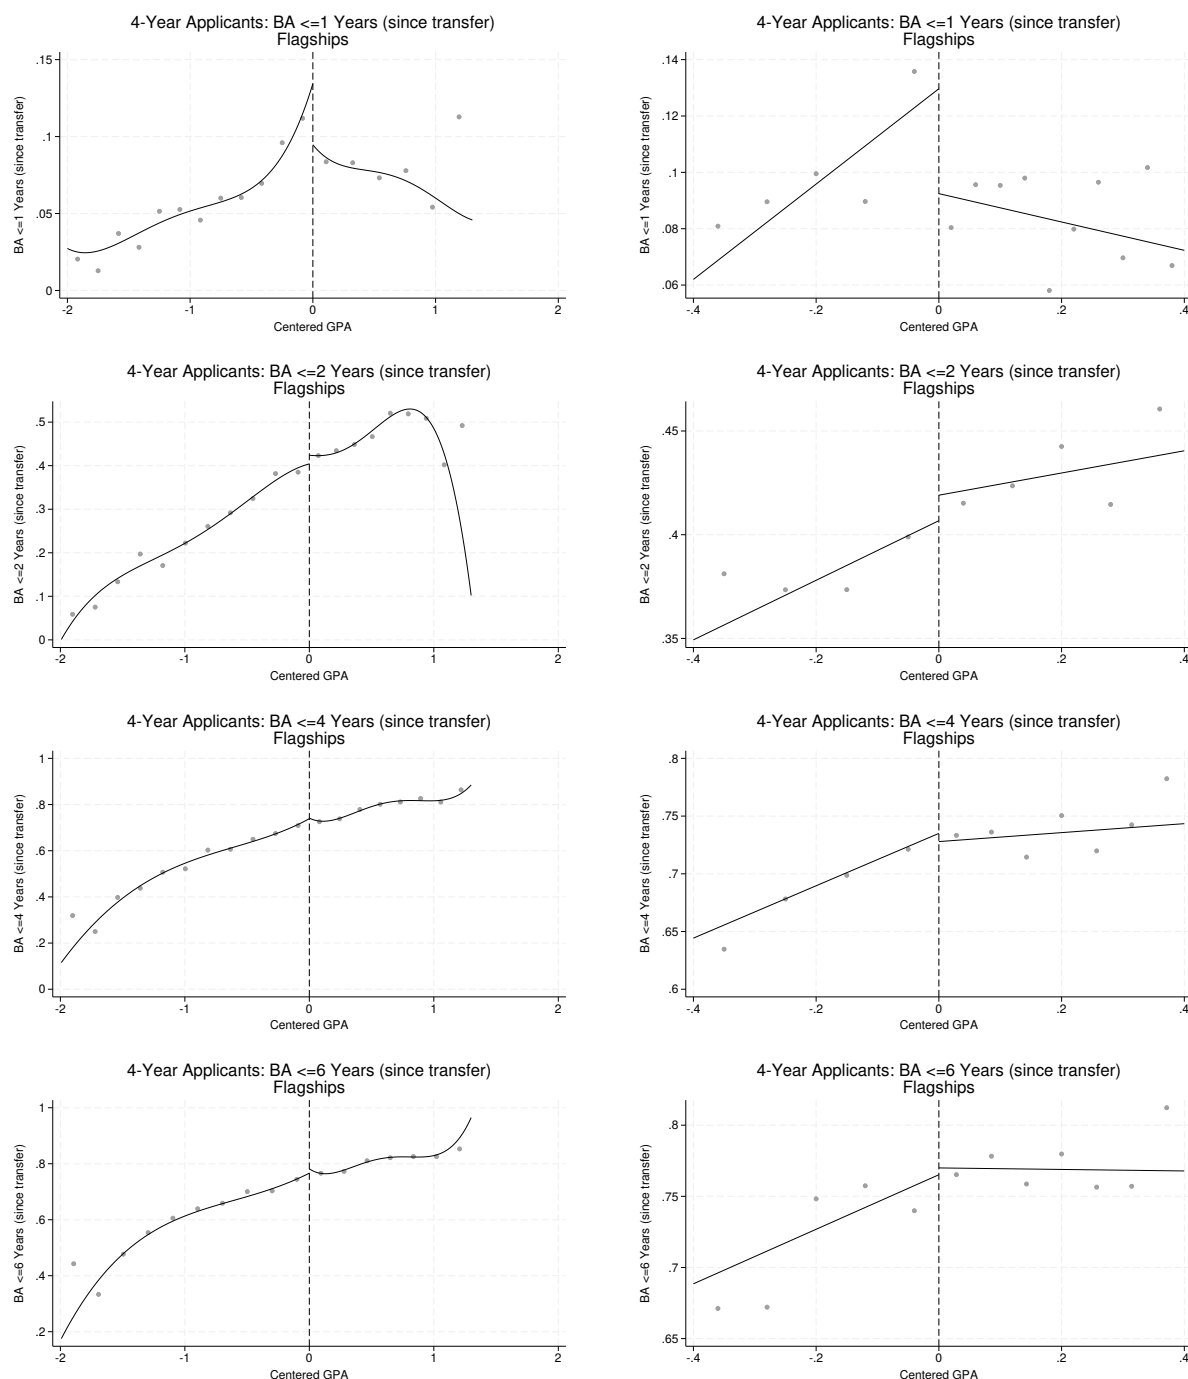 4-Year Applicants: BA <=1 Years (since transfer)
Flagships
.15
.1
.05
0
BA <=1 Years (since transfer)
-2
-1
0
1
2
Centered GPA
4-Year Applicants: BA <=1 Years (since transfer)
Flagships
.14
.12
.1
.08
.06
BA <=1 Years (since transfer)
-.4
-.2
0
.2
.4
Centered GPA
4-Year Applicants: BA <=2 Years (since transfer)
Flagships
.5
.4
.3
.2
.1
0
BA <=2 Years (since transfer)
-2
-1
0
1
2
Centered GPA
4-Year Applicants: BA <=2 Years (since transfer)
Flagships
.45
.4
.35
BA <=2 Years (since transfer)
-.4
-.2
0
.2
.4
Centered GPA
4-Year Applicants: BA <=4 Years (since transfer)
Flagships
1
.8
.6
.4
.2
0
BA <=4 Years (since transfer)
-2
-1
0
1
2
Centered GPA
4-Year Applicants: BA <=4 Years (since transfer)
Flagships
.8
.75
.7
.65
.6
BA <=4 Years (since transfer)
-.4
-.2
0
.2
.4
Centered GPA
4-Year Applicants: BA <=6 Years (since transfer)
Flagships
1
.8
.6
.4
.2
BA <=6 Years (since transfer)
-2
-1
0
1
2
Centered GPA
4-Year Applicants: BA <=6 Years (since transfer)
Flagships
.8
.75
.7
.65
BA <=6 Years (since transfer)
-.4
-.2
0
.2
.4
Centered GPA